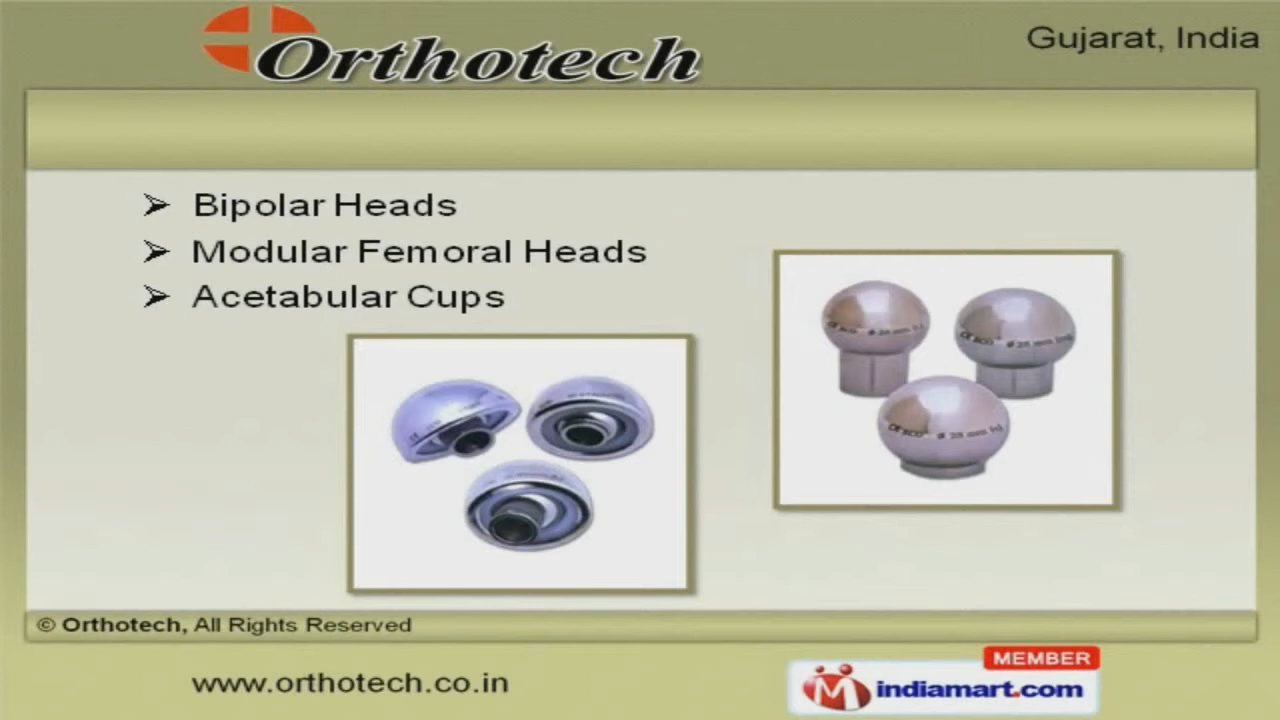 Orthotech
Gujarat, India
Bipolar Heads
Modular Femoral Heads
Acetabular Cups
© Orthotech, All Rights Reserved
www.orthotech.co.in
MEMBER
indiamart.com